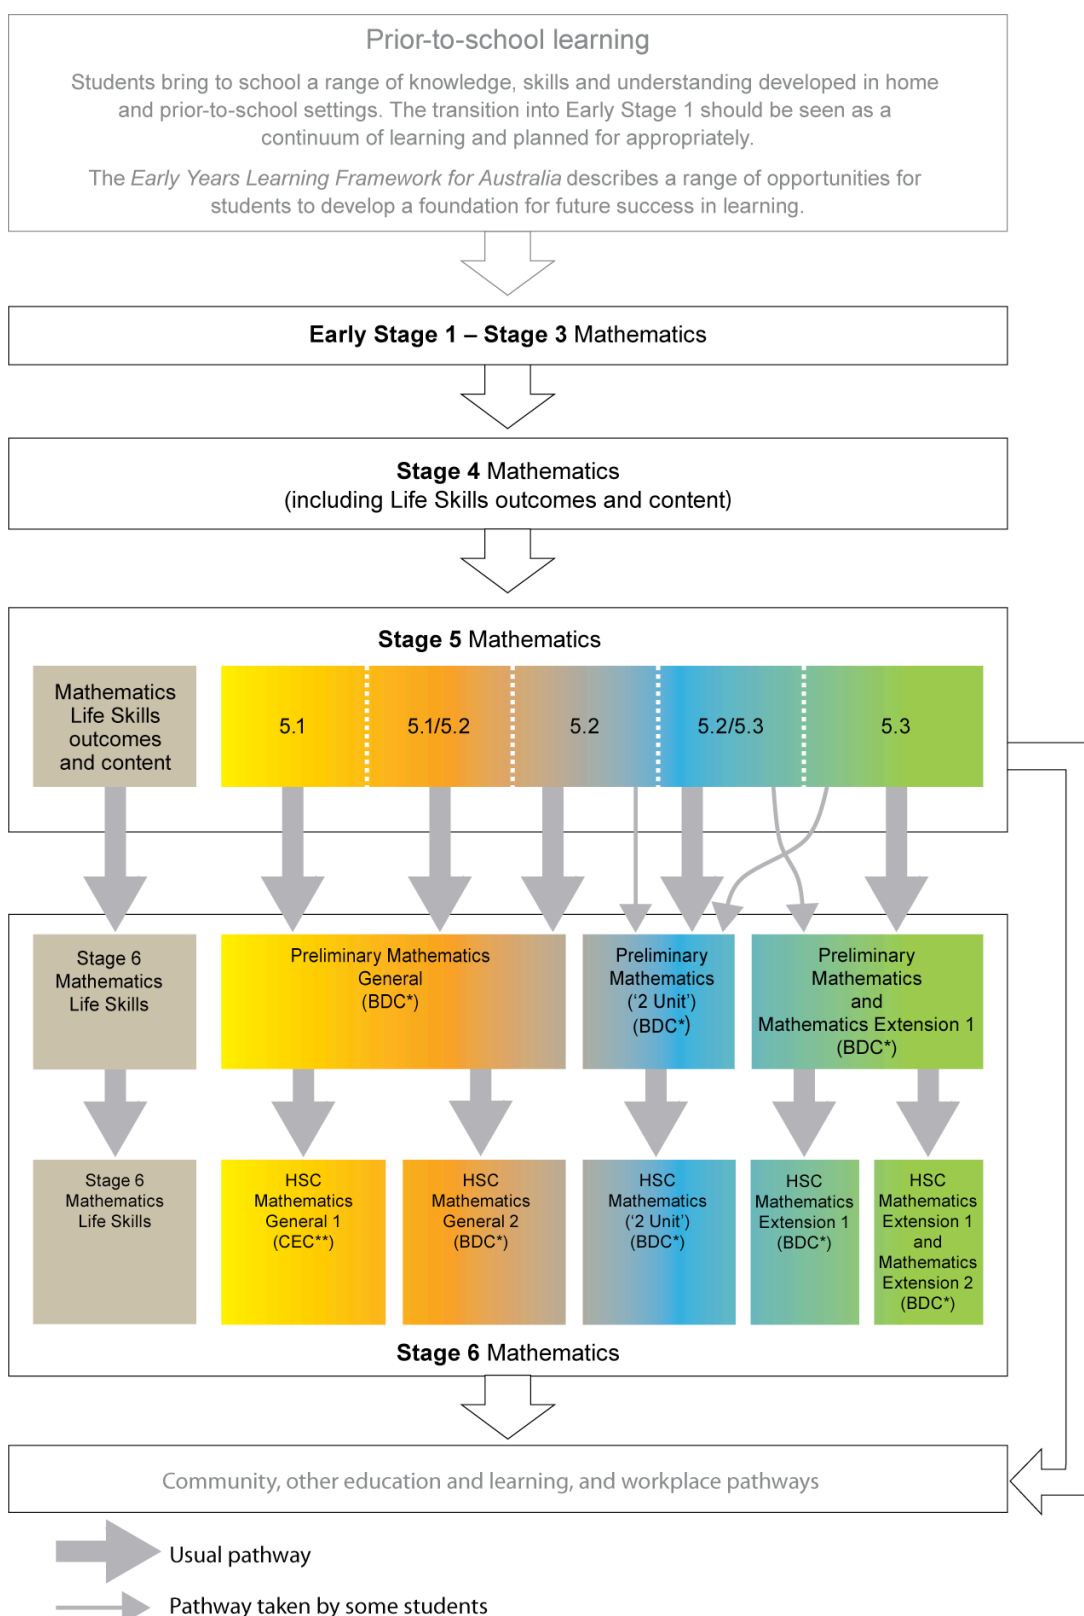 Prior-to-school learning
Students bring to school a range of knowledge, skills and understanding developed in home
and prior-to-school settings. The transition into Early Stage 1 should be seen as a
continuum of learning and planned for appropriately.
The Early Years Learning Framework for Australia describes a range of opportunities for
students to develop a foundation for future success in learning.
Early Stage 1 – Stage 3 Mathematics
Stage 4 Mathematics
(including Life Skills outcomes and content)
Stage 5 Mathematics
Mathematics
Life Skills
outcomes
and content
5.1
5.1/5.2
5.2
5.2/5.3
5.3
Stage 6
Mathematics
Life Skills
Preliminary Mathematics
General
(BDC*)
Preliminary
Mathematics
(‘2 Unit’)
(BDC*)
Preliminary
Mathematics
and
Mathematics Extension 1
(BDC*)
Stage 6
Mathematics
Life Skills
HSC
Mathematics
General 1
(CEC**)
HSC
Mathematics
General 2
(BDC*)
HSC
Mathematics
(‘2 Unit’)
(BDC*)
HSC
Mathematics
Extension 1
(BDC*)
HSC
Mathematics
Extension 1
and
Mathematics
Extension 2
(BDC*)
Stage 6 Mathematics
Community, other education and learning, and workplace pathways
Usual pathway
Pathway taken by some students